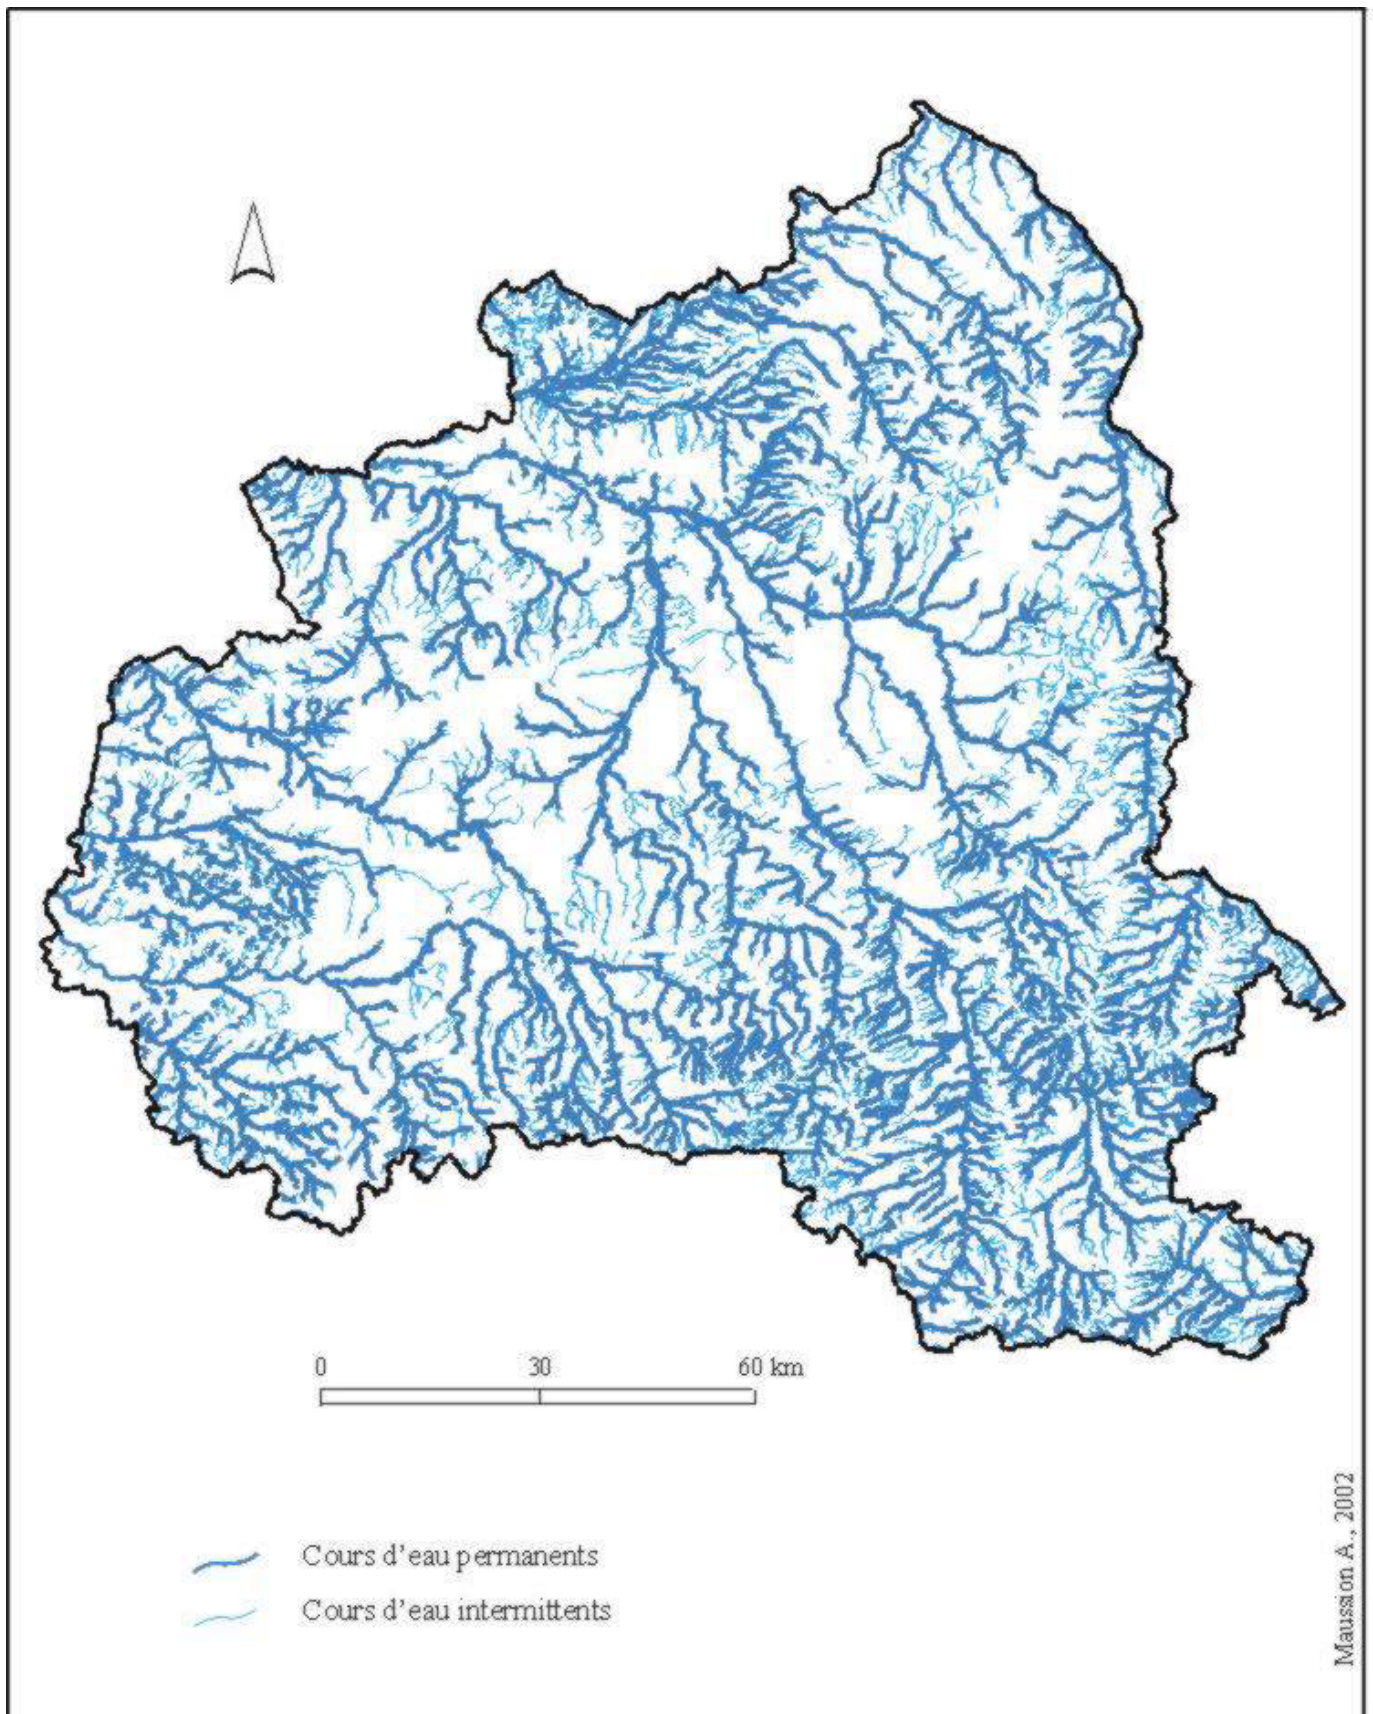 0 30 60 km
Cours d'eau permanents
Cours d'eau intermittents
Maussion A., 2002